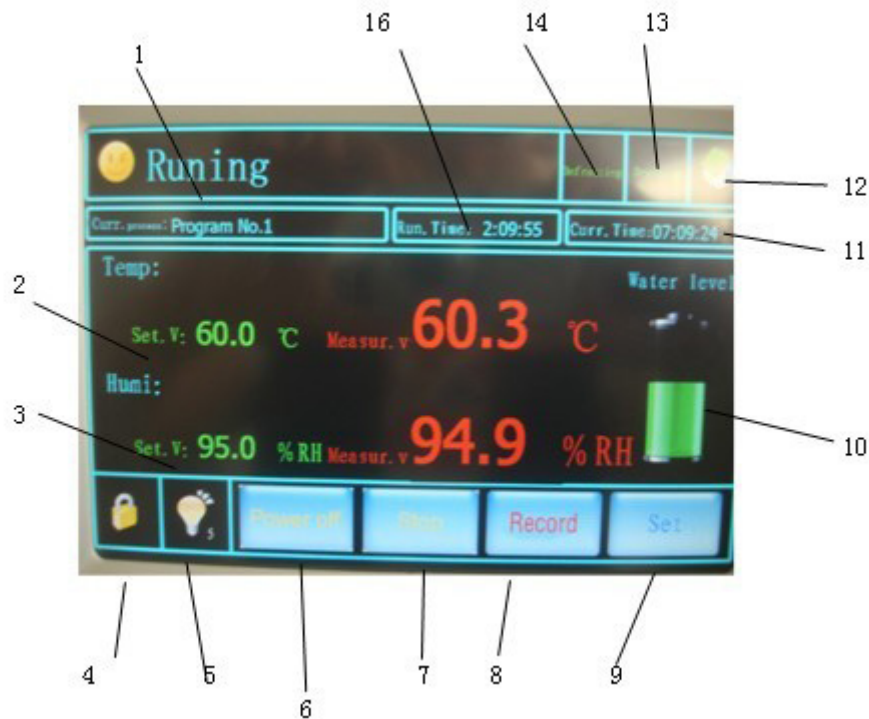 16
14
13
1
Runing
Defrosting
12
Curr.process: Program No.1
Run.Time: 2:09:55
Curr.Time:07:09:24
11
Temp:
2
Water level
Set.V: 60.0 ℃
Measur.v 60.3 ℃
Humi:
3
Set.V: 95.0 %RH
Measur.v 94.9 %RH
10
5
Power off
Stop
Record
Set
4
5
6
7
8
9